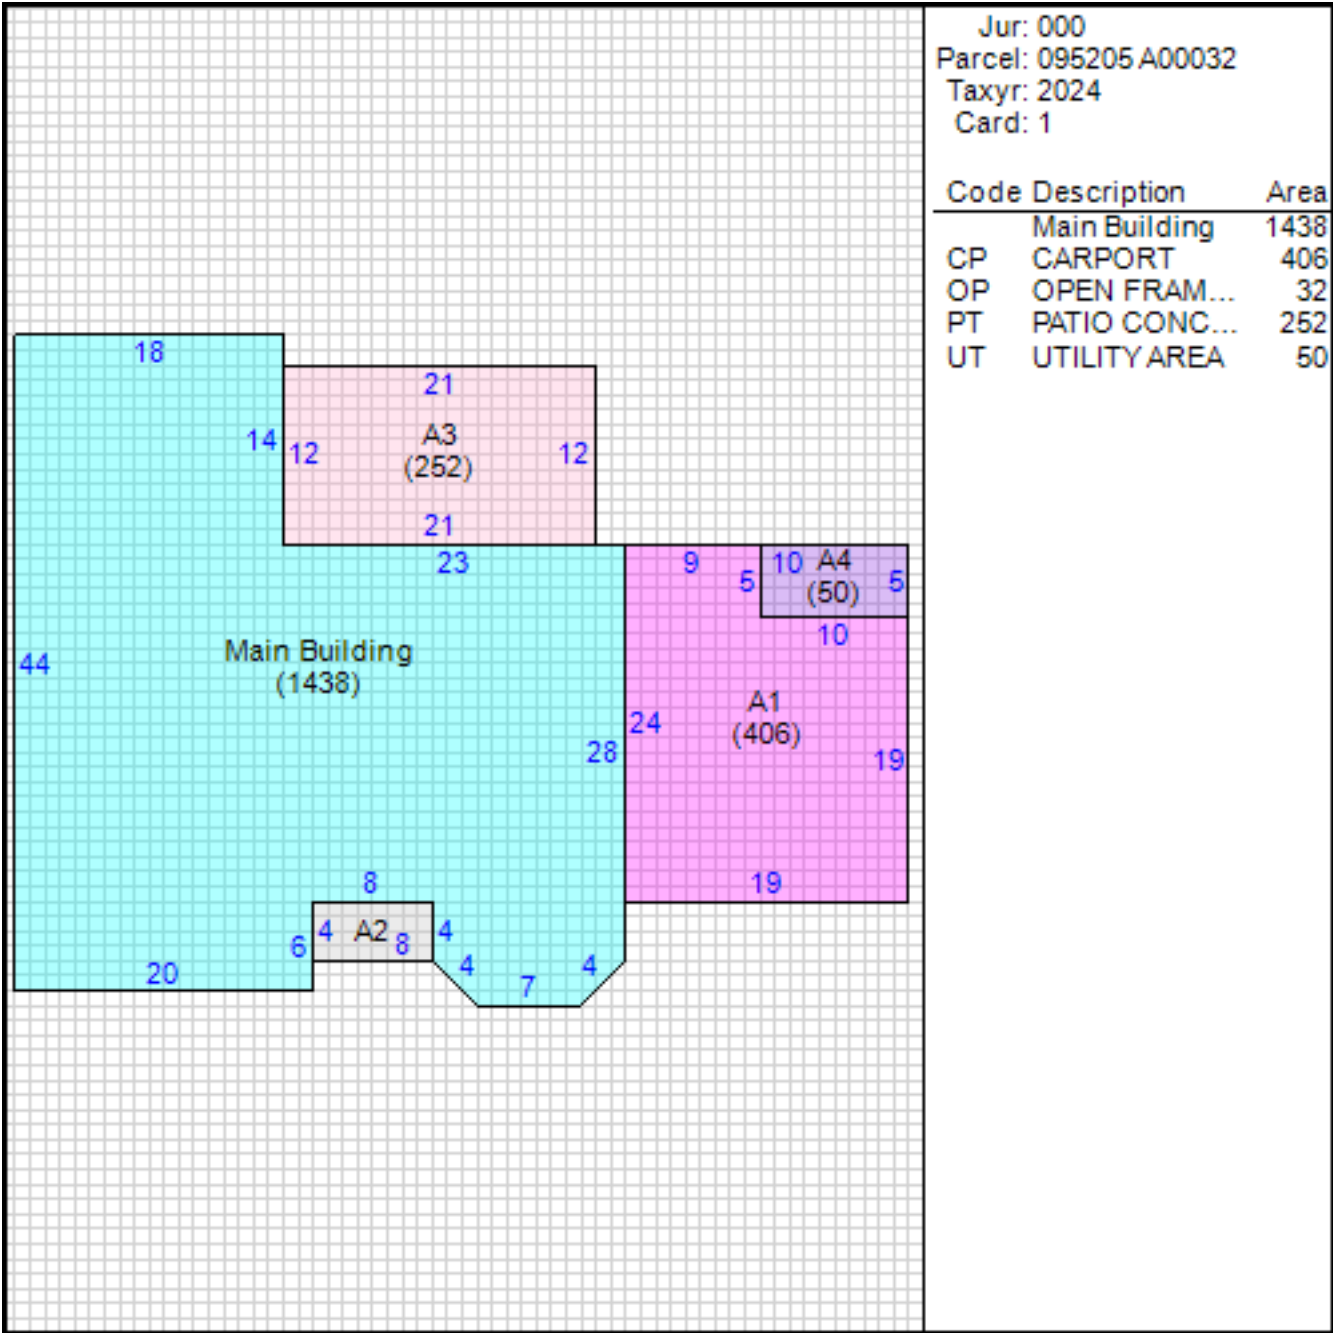 Jur: 000
Parcel: 095205 A00032
Taxyr: 2024
Card: 1
Code Description Area
Main Building 1438
CP CARPORT 406
OP OPEN FRAM... 32
PT PATIO CONC... 252
UT UTILITY AREA 50
18
21
14 12 A3 12
(252)
21
23 9 10 A4
5 (50) 5
10
44 Main Building
(1438)
A1
24 (406)
28 19
8 19
4 A2 8 4
6
20 4 7 4